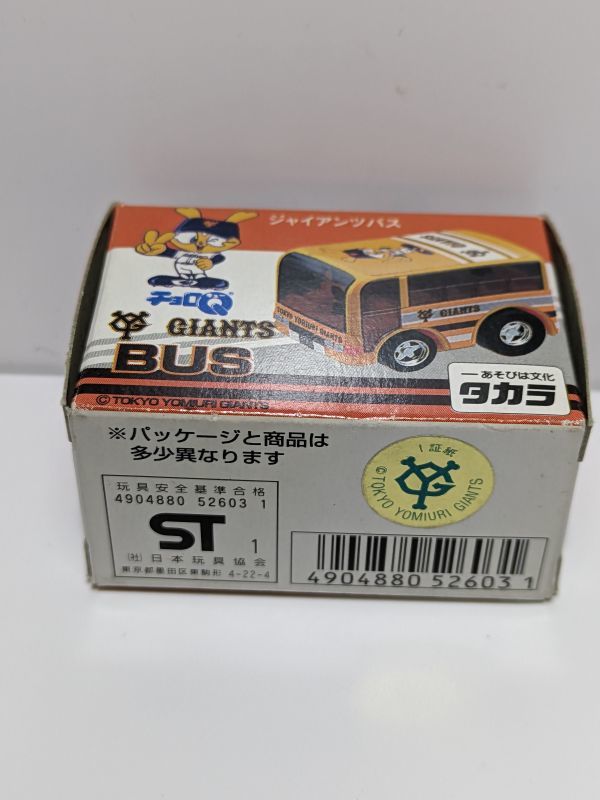 ジャイアンツバス
チョロQ
GIANTS
BUS
© TOKYO YOMIURI GIANTS
TOKYO YOMIURI GIANTS
GIANTS
ーあそびは文化
タカラ
※パッケージと商品は
多少異なります
玩具安全基準合格
4904880 52603 1
ST 1
㈳日本玩具協会
東京都墨田区東駒形 4-22-4
証紙
© TOKYO YOMIURI GIANTS
4904880 526031